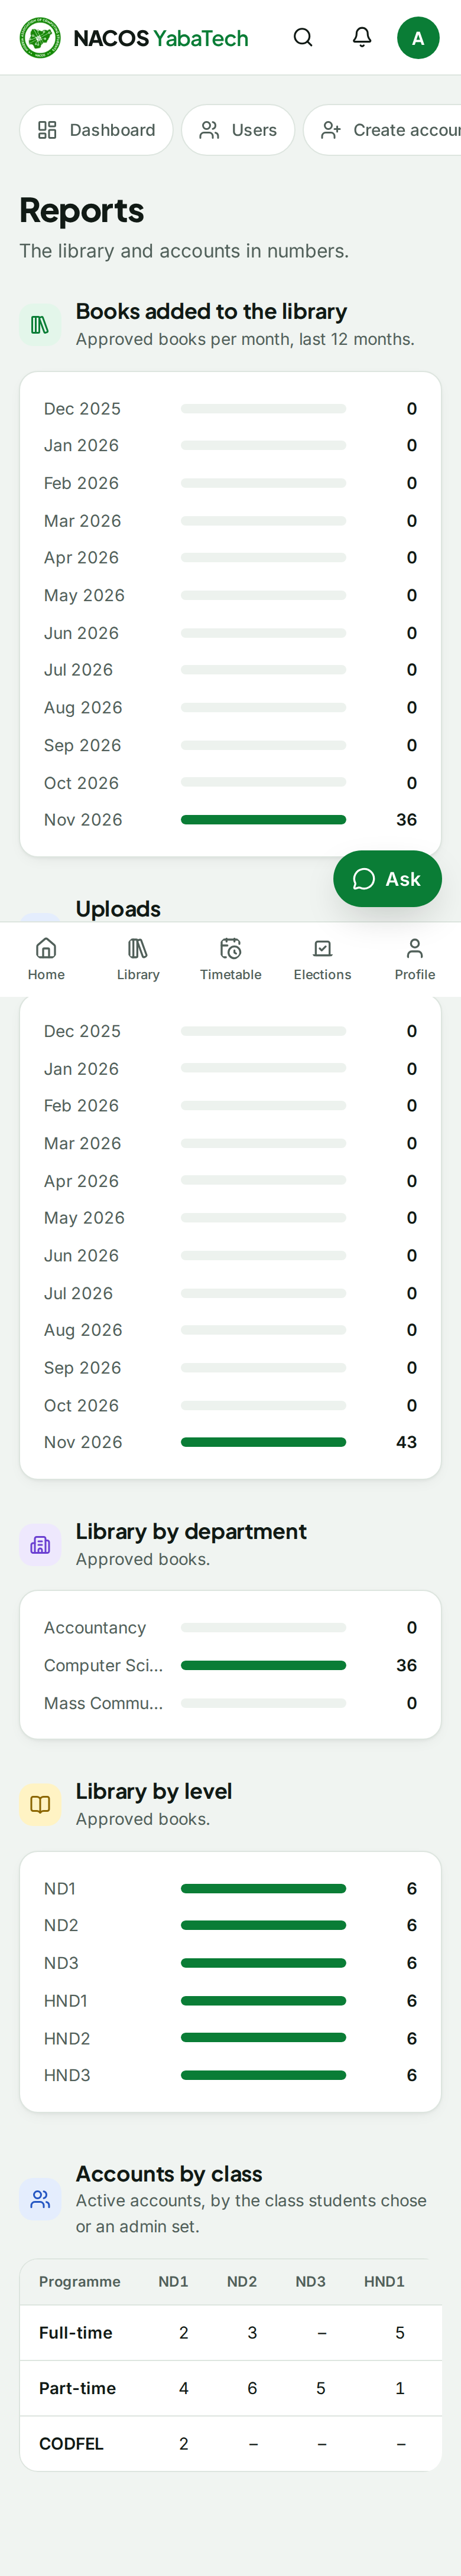 NACOS YabaTech
A
Dashboard
Users
Create accour
Reports
The library and accounts in numbers.
Books added to the library
Approved books per month, last 12 months.
Dec 2025 0
Jan 2026 0
Feb 2026 0
Mar 2026 0
Apr 2026 0
May 2026 0
Jun 2026 0
Jul 2026 0
Aug 2026 0
Sep 2026 0
Oct 2026 0
Nov 2026 36
Ask
Uploads
Home
Library
Timetable
Elections
Profile
Dec 2025 0
Jan 2026 0
Feb 2026 0
Mar 2026 0
Apr 2026 0
May 2026 0
Jun 2026 0
Jul 2026 0
Aug 2026 0
Sep 2026 0
Oct 2026 0
Nov 2026 43
Library by department
Approved books.
Accountancy 0
Computer Sci... 36
Mass Commu... 0
Library by level
Approved books.
ND1 6
ND2 6
ND3 6
HND1 6
HND2 6
HND3 6
Accounts by class
Active accounts, by the class students chose
or an admin set.
Programme ND1 ND2 ND3 HND1
Full-time 2 3 – 5
Part-time 4 6 5 1
CODFEL 2 – – –